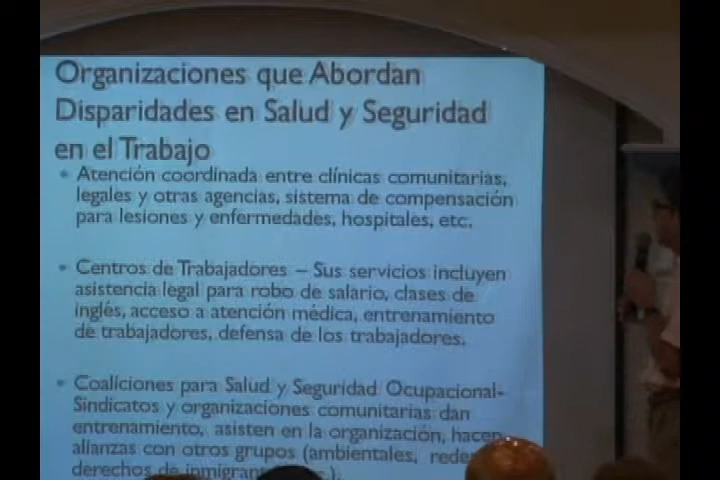 Organizaciones que Abordan
Disparidades en Salud y Seguridad
en el Trabajo
• Atención coordinada entre clínicas comunitarias,
legales y otras agencias, sistema de compensación
para lesiones y enfermedades, hospitales, etc.
• Centros de Trabajadores – Sus servicios incluyen
asistencia legal para robo de salario, clases de
inglés, acceso a atención médica, entrenamiento
de trabajadores, defensa de los trabajadores.
• Coaliciones para Salud y Seguridad Ocupacional-
Sindicatos y organizaciones comunitarias dan
entrenamiento, asisten en la organización, hacen
alianzas con otros grupos (ambientales,
derechos de